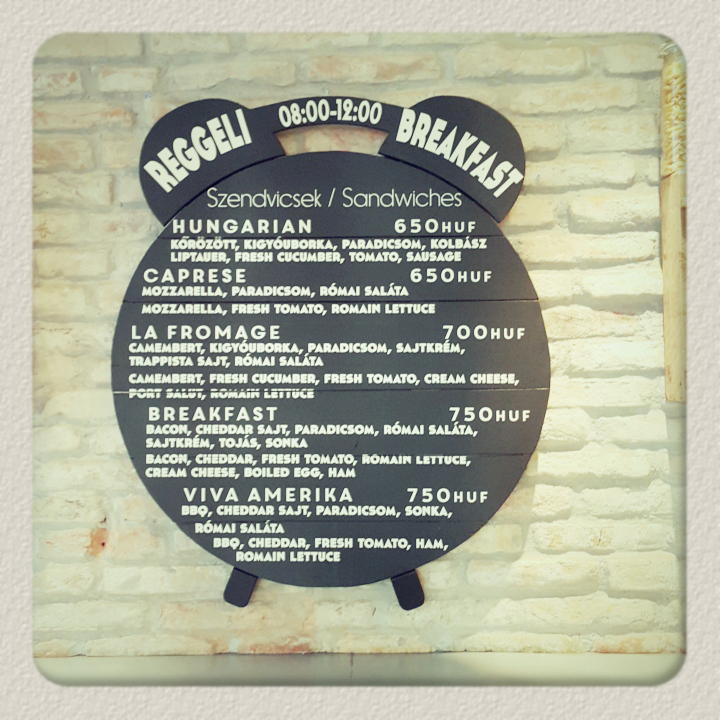 REGGELI 08:00-12:00 BREAKFAST
Szendvicsek / Sandwiches
HUNGARIAN 650HUF
KŐRÖZÖTT, KIGYÓUBORKA, PARADICSOM, KOLBÁSZ
LIPTAUER, FRESH CUCUMBER, TOMATO, SAUSAGE
CAPRESE 650HUF
MOZZARELLA, PARADICSOM, RÓMAI SALÁTA
MOZZARELLA, FRESH TOMATO, ROMAIN LETTUCE
LA FROMAGE 700HUF
CAMEMBERT, KIGYÓUBORKA, PARADICSOM, SAJTKRÉM,
TRAPPISTA SAJT, RÓMAI SALÁTA
CAMEMBERT, FRESH CUCUMBER, FRESH TOMATO, CREAM CHEESE,
PORT SALUT, ROMAIN LETTUCE
BREAKFAST 750HUF
BACON, CHEDDAR SAJT, PARADICSOM, RÓMAI SALÁTA,
SAJTKRÉM, TOJÁS, SONKA
BACON, CHEDDAR, FRESH TOMATO, ROMAIN LETTUCE,
CREAM CHEESE, BOILED EGG, HAM
VIVA AMERIKA 750HUF
BBQ, CHEDDAR SAJT, PARADICSOM, SONKA,
RÓMAI SALÁTA
BBQ, CHEDDAR, FRESH TOMATO, HAM,
ROMAIN LETTUCE